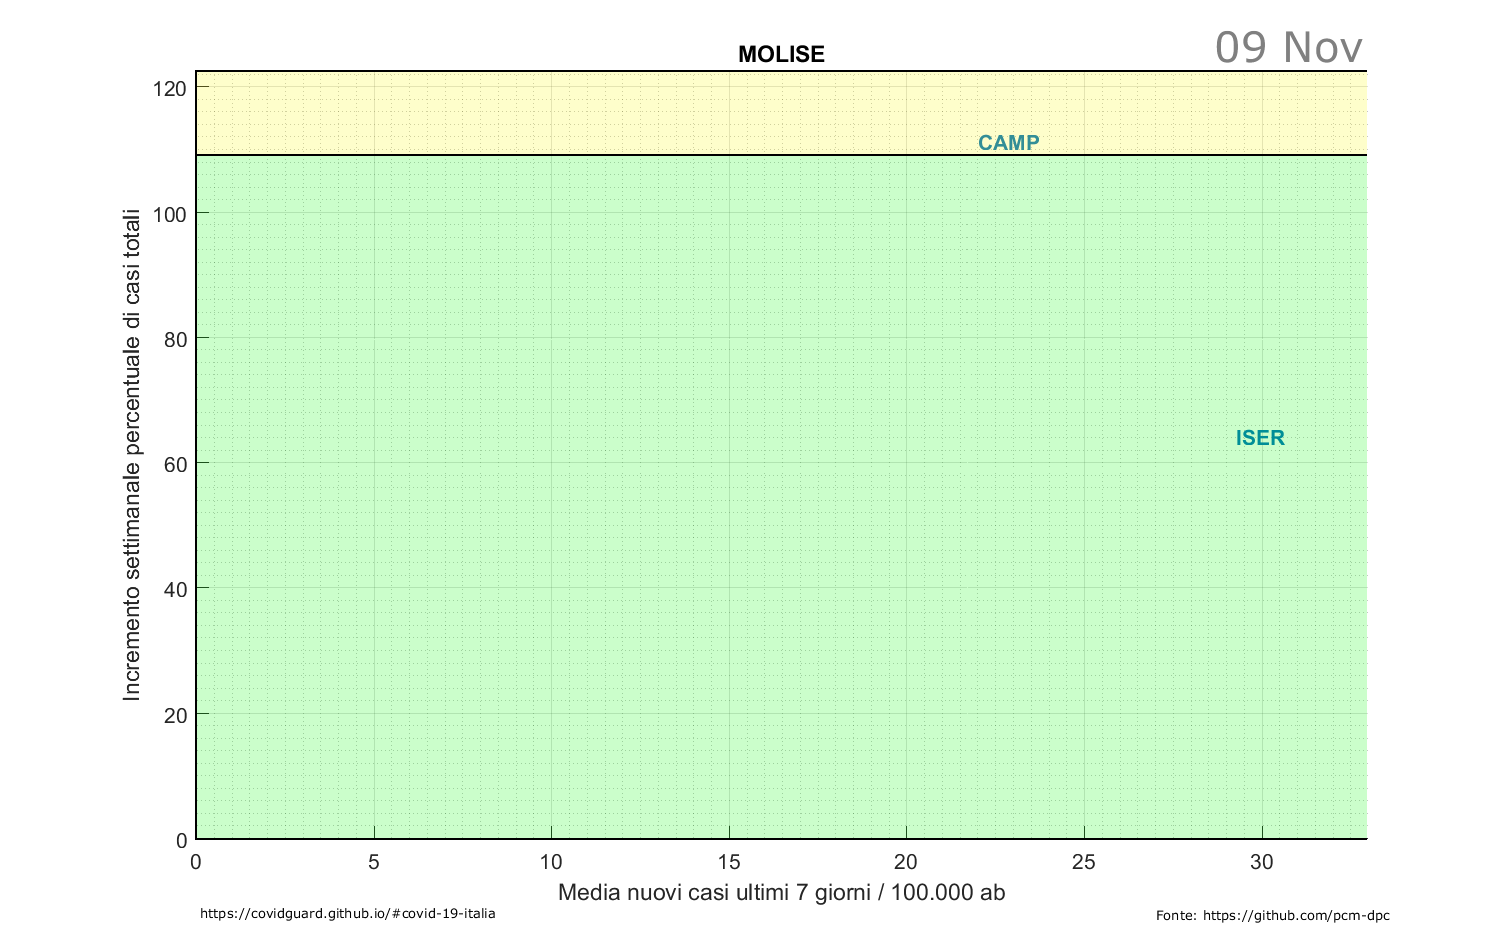 MOLISE
09 Nov
120
CAMP
100
80
ISER
60
40
20
0
Incremento settimanale percentuale di casi totali
0 5 10 15 20 25 30
Media nuovi casi ultimi 7 giorni / 100.000 ab
https://covidguard.github.io/#covid-19-italia
Fonte: https://github.com/pcm-dpc